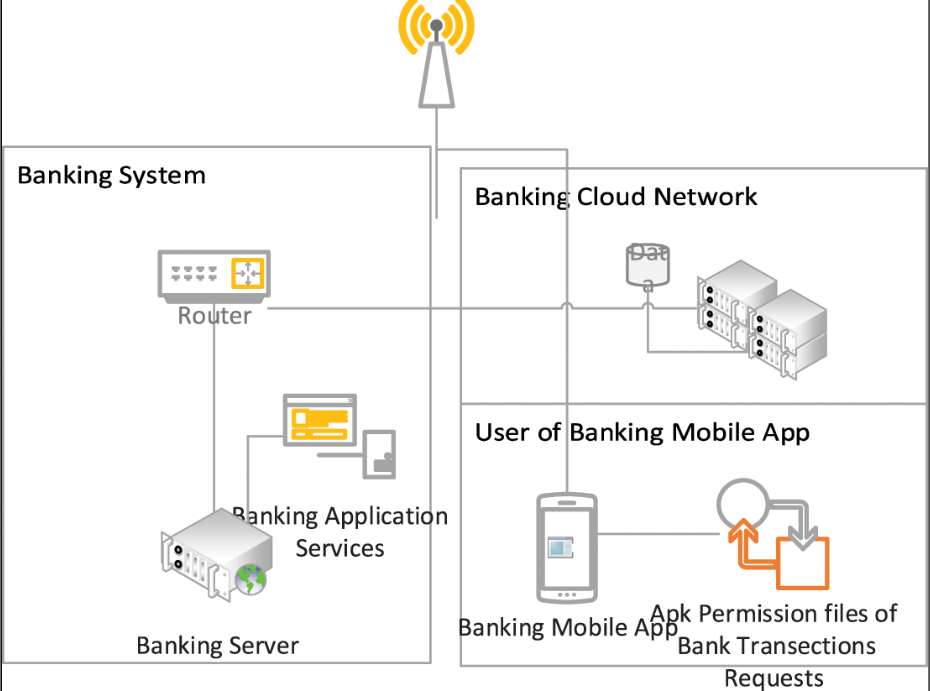 Banking System
Banking Cloud Network
Dat
a
Router
User of Banking Mobile App
Banking Application
Services
Banking Server
Banking Mobile App
Apk Permission files of
Bank Transections
Requests